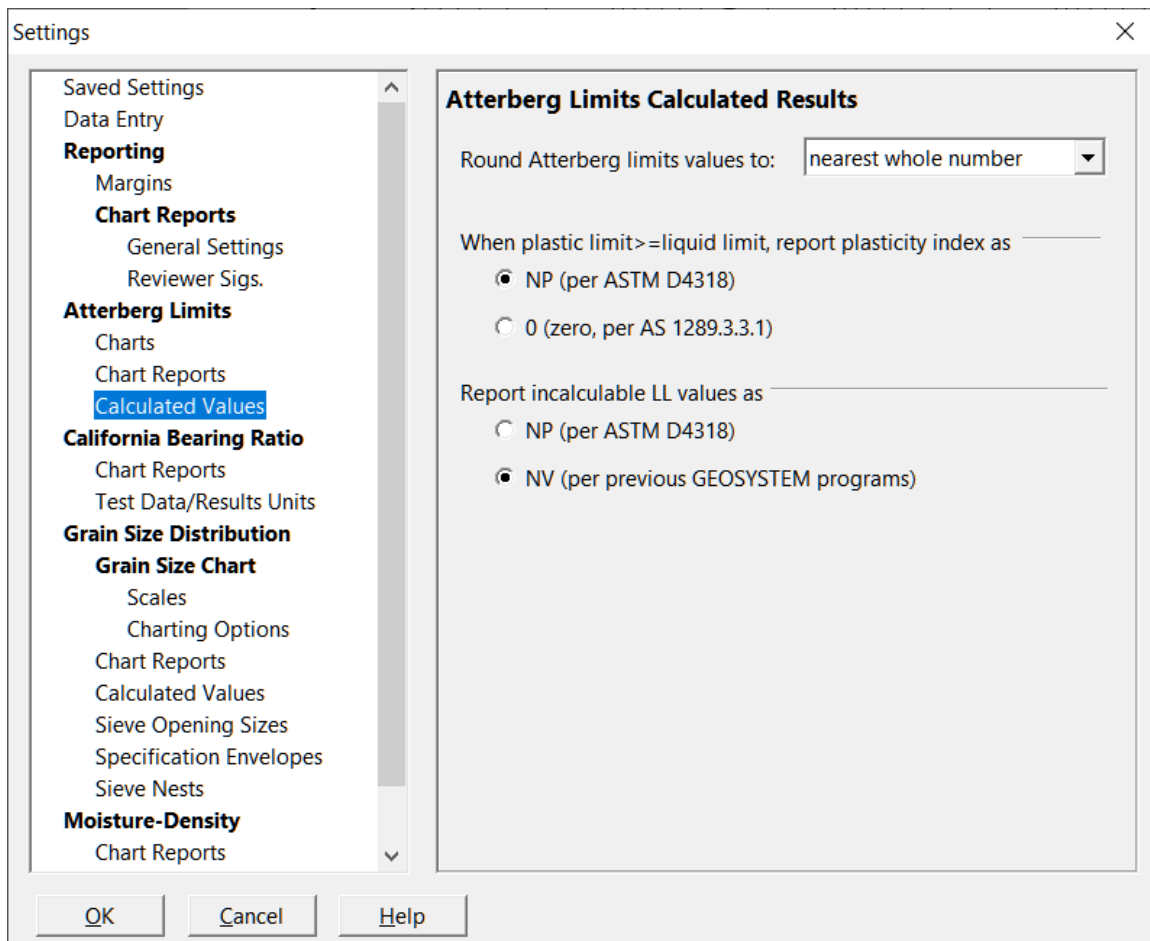 Settings
Saved Settings
Data Entry
Reporting
Margins
Chart Reports
General Settings
Reviewer Sigs.
Atterberg Limits
Charts
Chart Reports
Calculated Values
California Bearing Ratio
Chart Reports
Test Data/Results Units
Grain Size Distribution
Grain Size Chart
Scales
Charting Options
Chart Reports
Calculated Values
Sieve Opening Sizes
Specification Envelopes
Sieve Nests
Moisture-Density
Chart Reports
Atterberg Limits Calculated Results
Round Atterberg limits values to: nearest whole number
When plastic limit>=liquid limit, report plasticity index as
NP (per ASTM D4318)
0 (zero, per AS 1289.3.3.1)
Report incalculable LL values as
NP (per ASTM D4318)
NV (per previous GEOSYSTEM programs)
OK Cancel Help